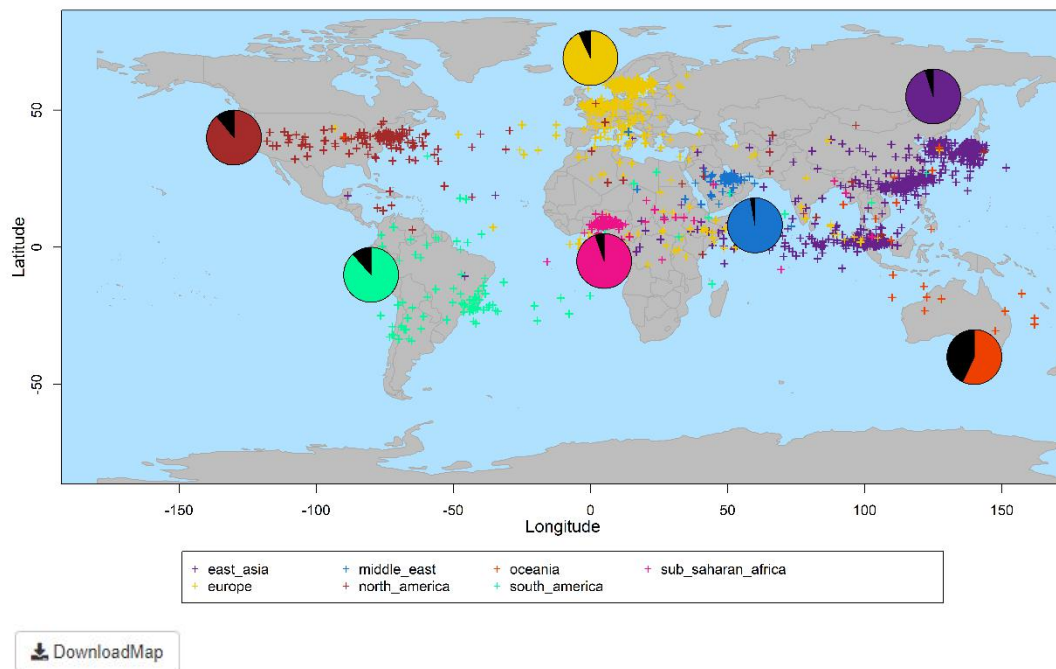 Latitude
50
0
-50
-150
-100
-50
0
50
100
150
Longitude
east_asia
middle_east
oceania
sub_saharan_africa
europe
north_america
south_america
DownloadMap